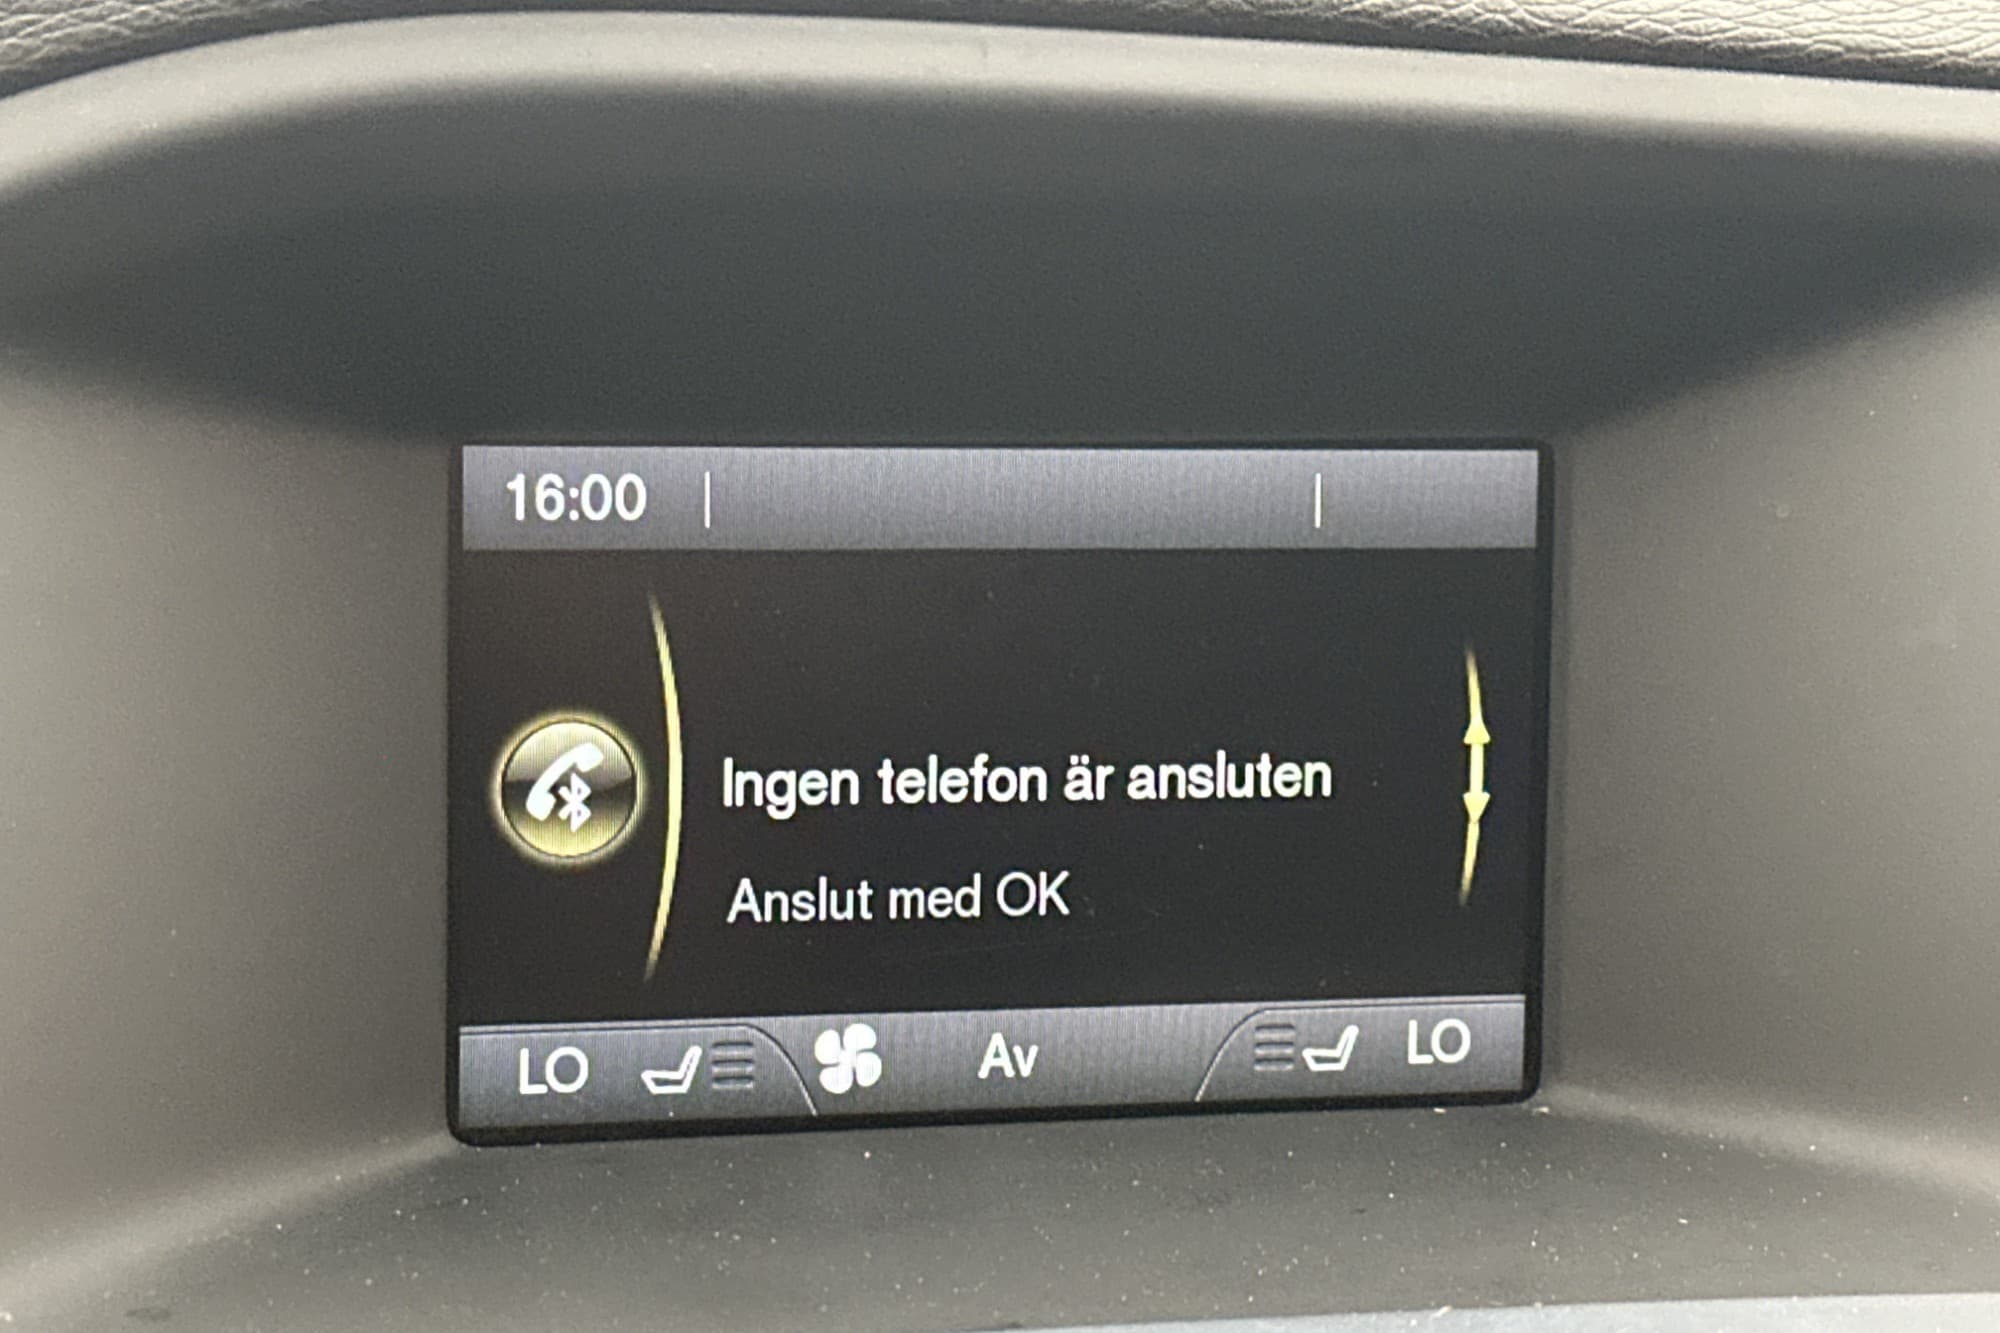 16:00
Ingen telefon är ansluten
Anslut med OK
LO Av LO